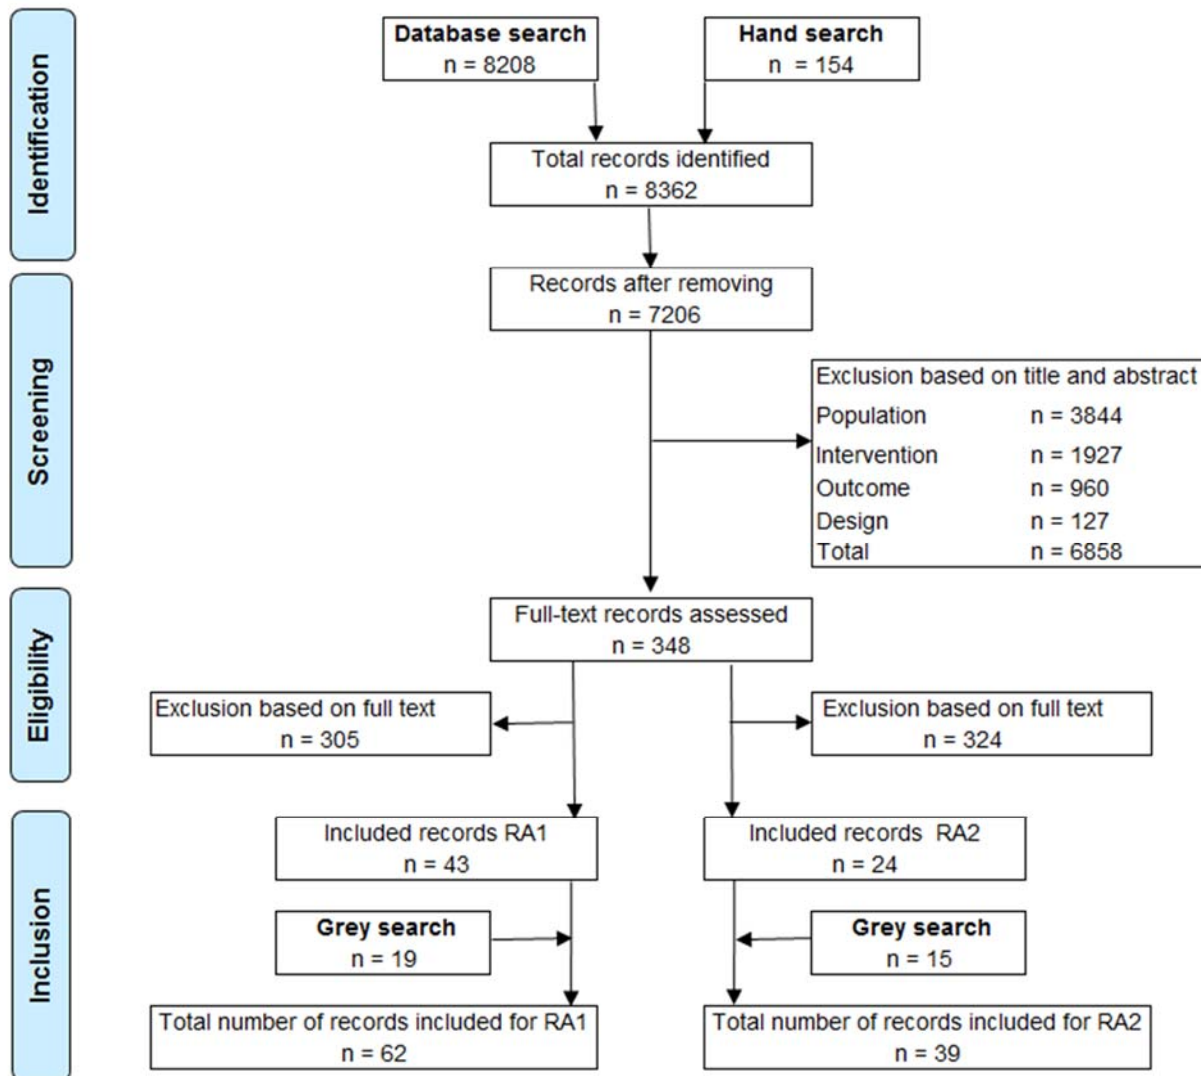 Identification
Database search
n = 8208
Hand search
n = 154
Total records identified
n = 8362
Screening
Records after removing
n = 7206
Exclusion based on title and abstract
Population n = 3844
Intervention n = 1927
Outcome n = 960
Design n = 127
Total n = 6858
Eligibility
Full-text records assessed
n = 348
Exclusion based on full text
n = 305
Exclusion based on full text
n = 324
Inclusion
Included records RA1
n = 43
Included records RA2
n = 24
Grey search
n = 19
Grey search
n = 15
Total number of records included for RA1
n = 62
Total number of records included for RA2
n = 39